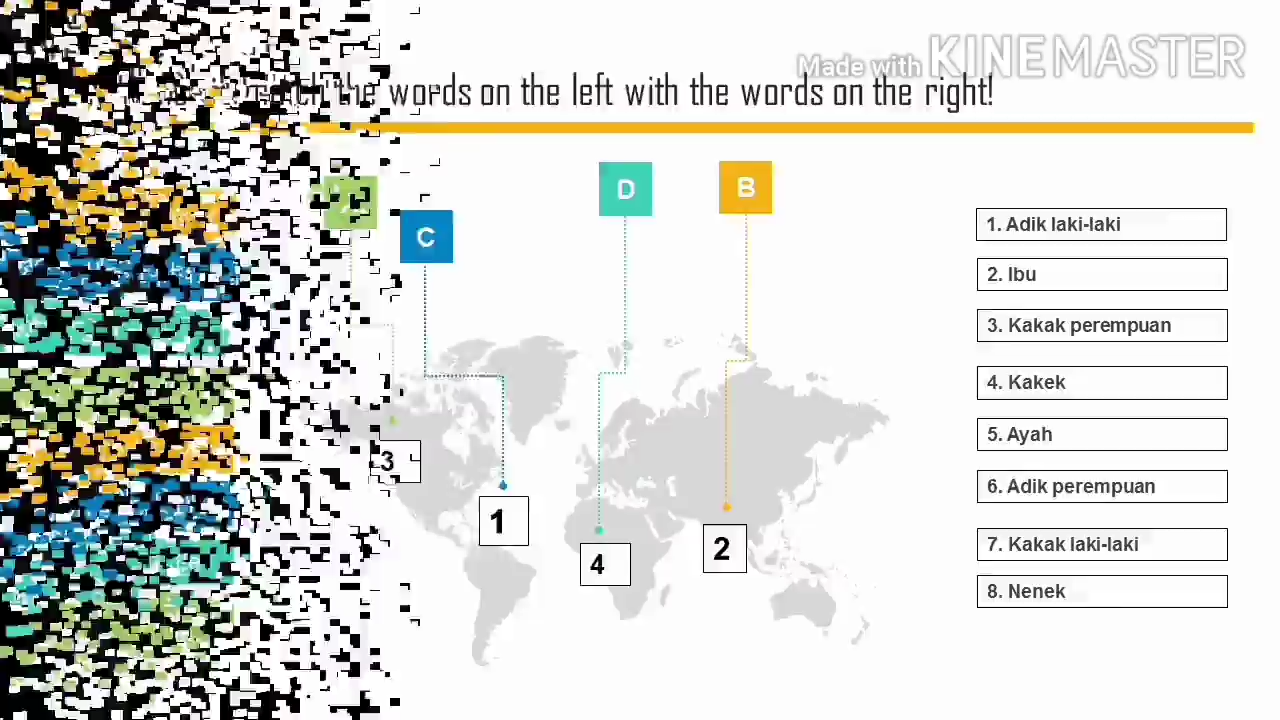 Made with KINEMASTER
the words on the left with the words on the right!
D
B
C
1. Adik laki-laki
2. Ibu
3. Kakak perempuan
4. Kakek
5. Ayah
6. Adik perempuan
7. Kakak laki-laki
8. Nenek
3
1
4
2